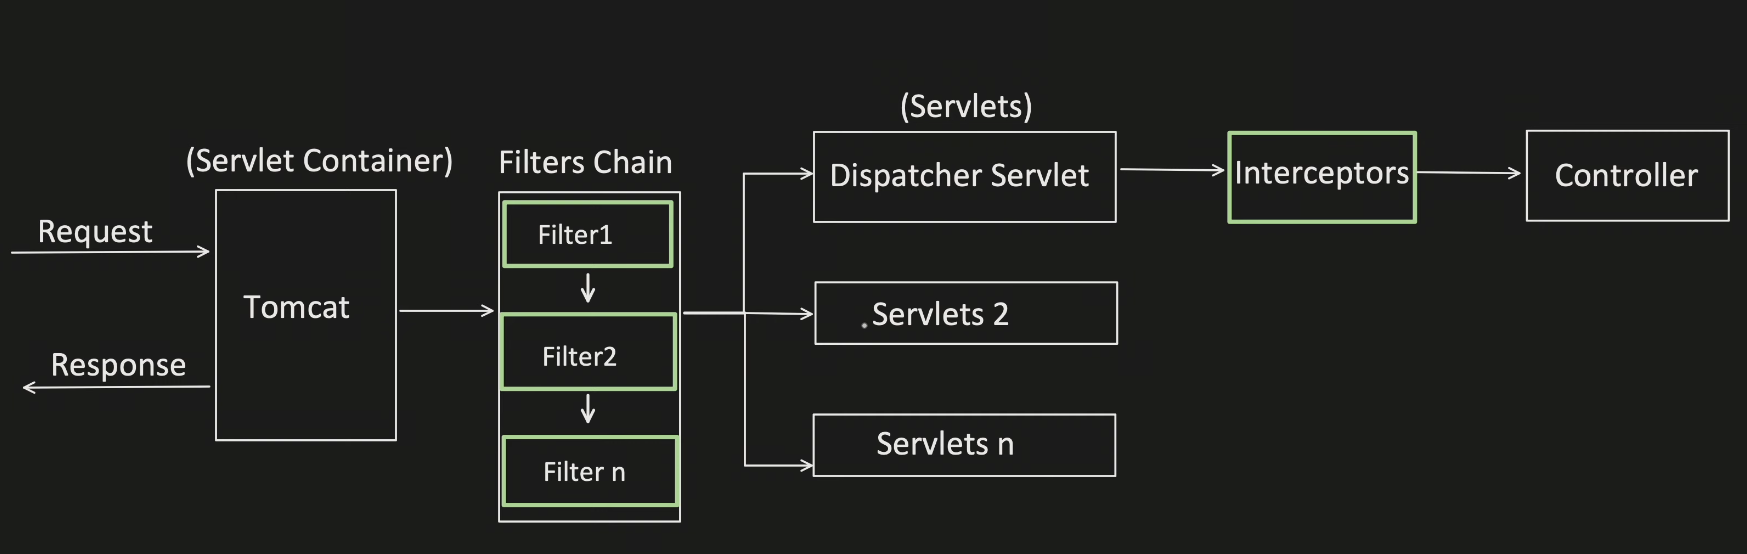 (Servlets)
(Servlet Container)
Filters Chain
Request
Response
Tomcat
Filter1
Filter2
Filter n
Dispatcher Servlet
Servlets 2
Servlets n
Interceptors
Controller